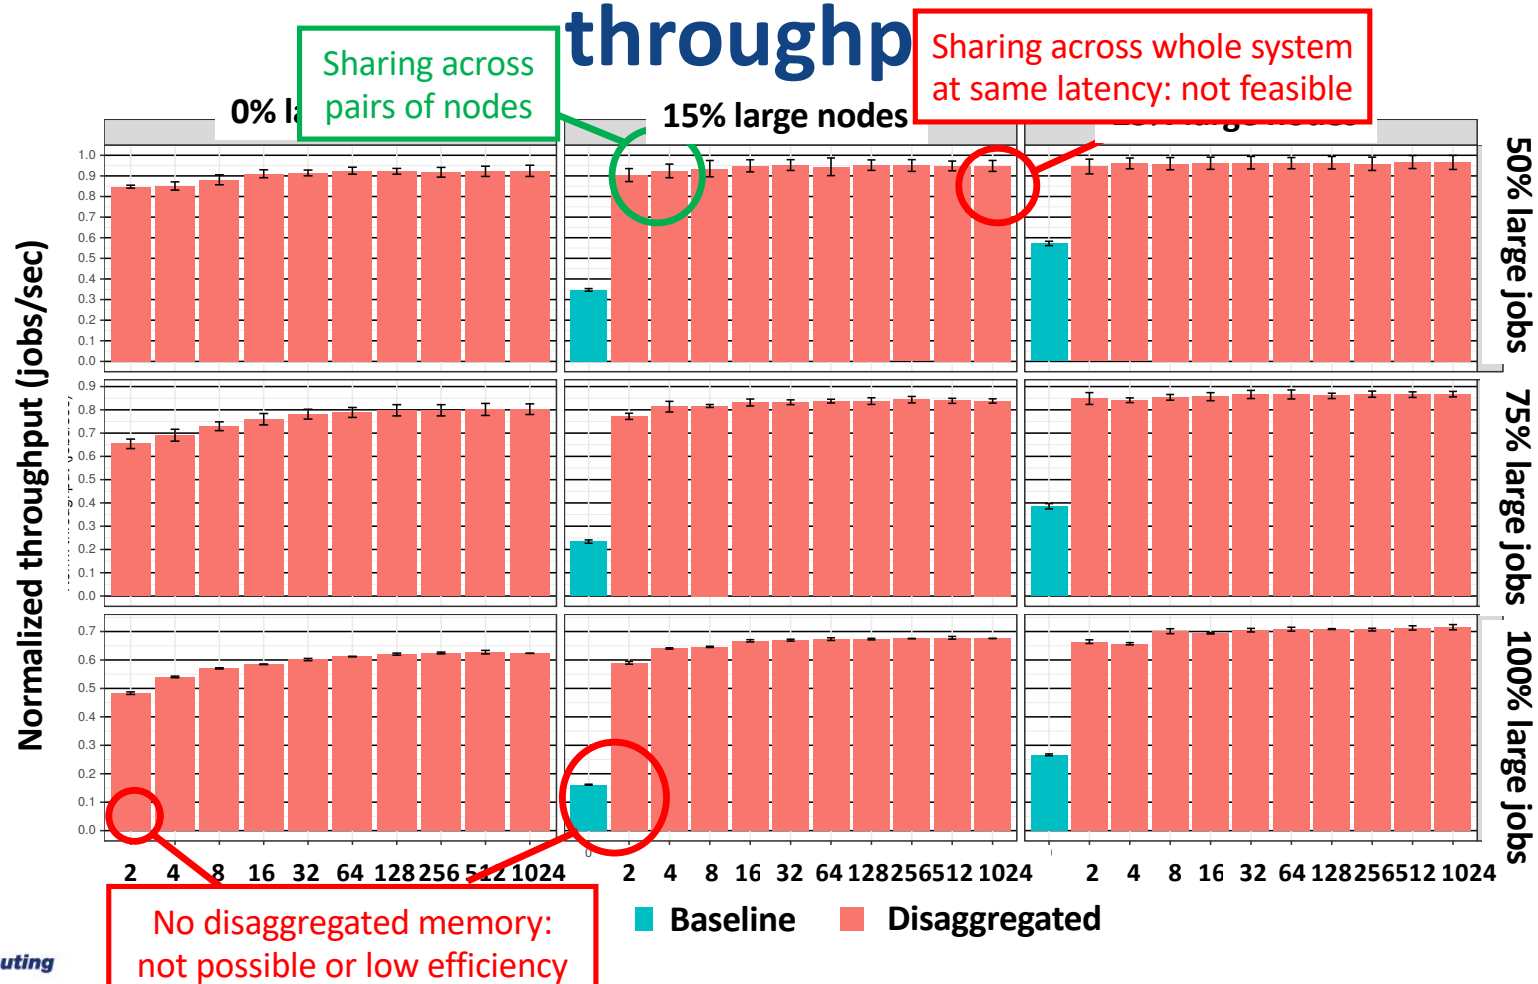 throughp
Sharing across
pairs of nodes
Sharing across whole system
at same latency: not feasible
0% la
15% large nodes
Normalized throughput (jobs/sec)
1.0
0.9
0.8
0.7
0.6
0.5
0.4
0.3
0.2
0.1
0.0
50% large jobs
0.9
0.8
0.7
0.6
0.5
0.4
0.3
0.2
0.1
0.0
75% large jobs
0.7
0.6
0.5
0.4
0.3
0.2
0.1
0.0
100% large jobs
0
2 4 8 16 32 64 128 256 512 1024
2 4 8 16 32 64 128 256 512 1024
2 4 8 16 32 64 128 256 512 1024
No disaggregated memory:
not possible or low efficiency
Baseline Disaggregated
uting